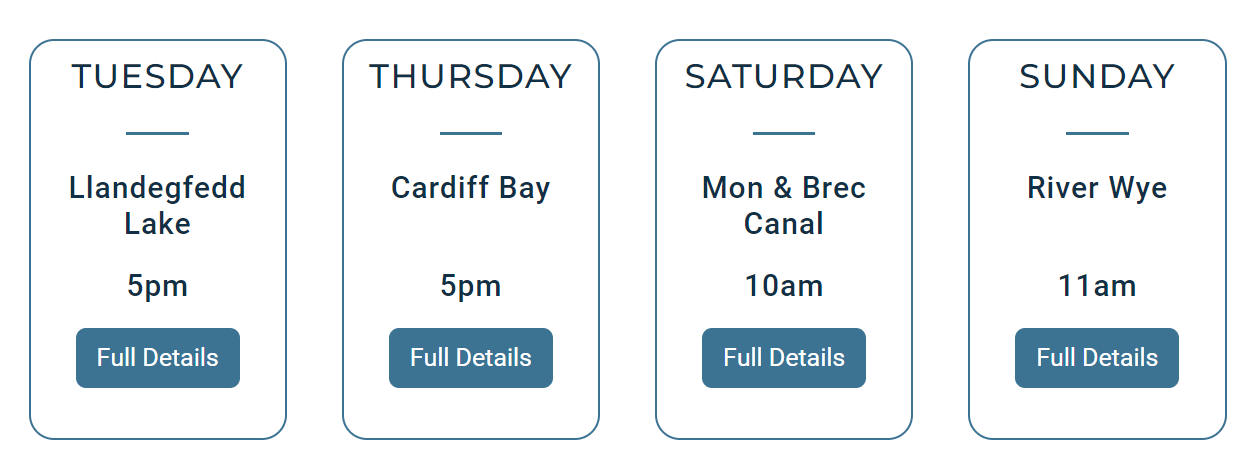 TUESDAY
Llandegfedd
Lake
5pm
Full Details
THURSDAY
Cardiff Bay
5pm
Full Details
SATURDAY
Mon & Brec
Canal
10am
Full Details
SUNDAY
River Wye
11am
Full Details